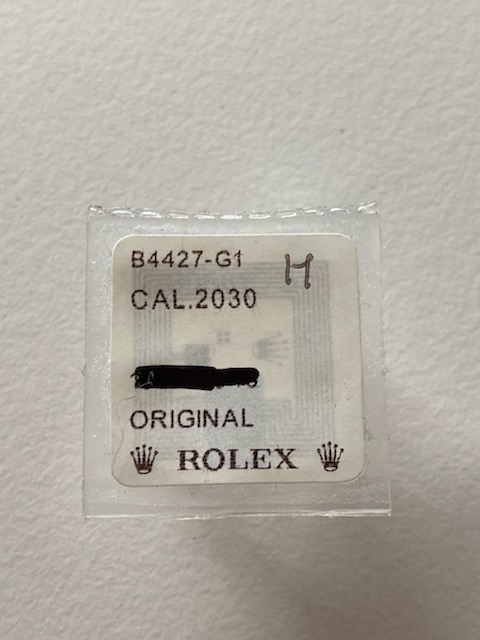 B4427-G1 H
CAL.2030
ORIGINAL
ROLEX